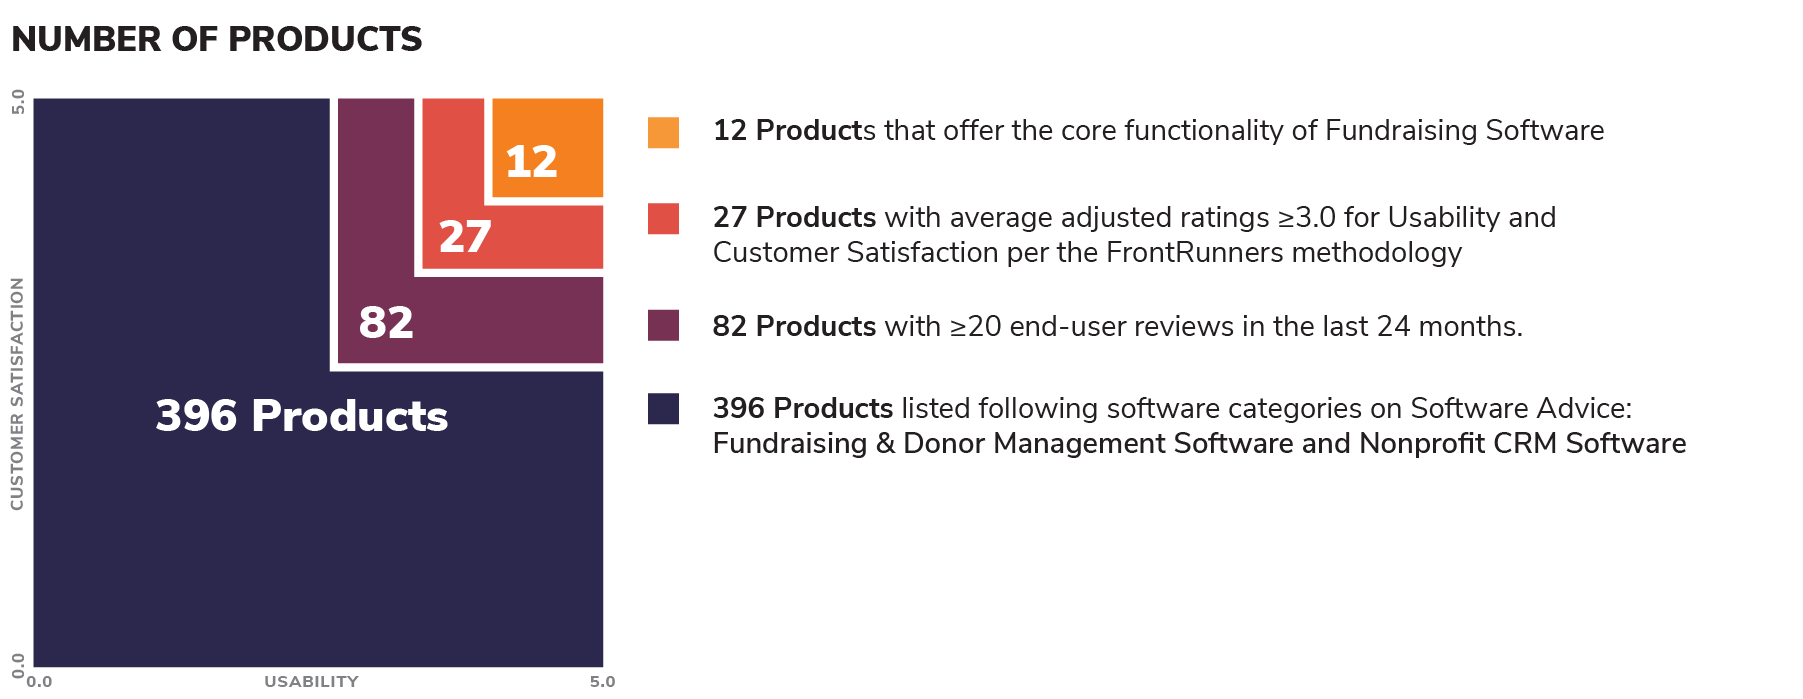 NUMBER OF PRODUCTS
5.0
CUSTOMER SATISFACTION
0.0
0.0
USABILITY
5.0
12
27
82
396 Products
12 Products that offer the core functionality of Fundraising Software
27 Products with average adjusted ratings ≥3.0 for Usability and
Customer Satisfaction per the FrontRunners methodology
82 Products with ≥20 end-user reviews in the last 24 months.
396 Products listed following software categories on Software Advice:
Fundraising & Donor Management Software and Nonprofit CRM Software